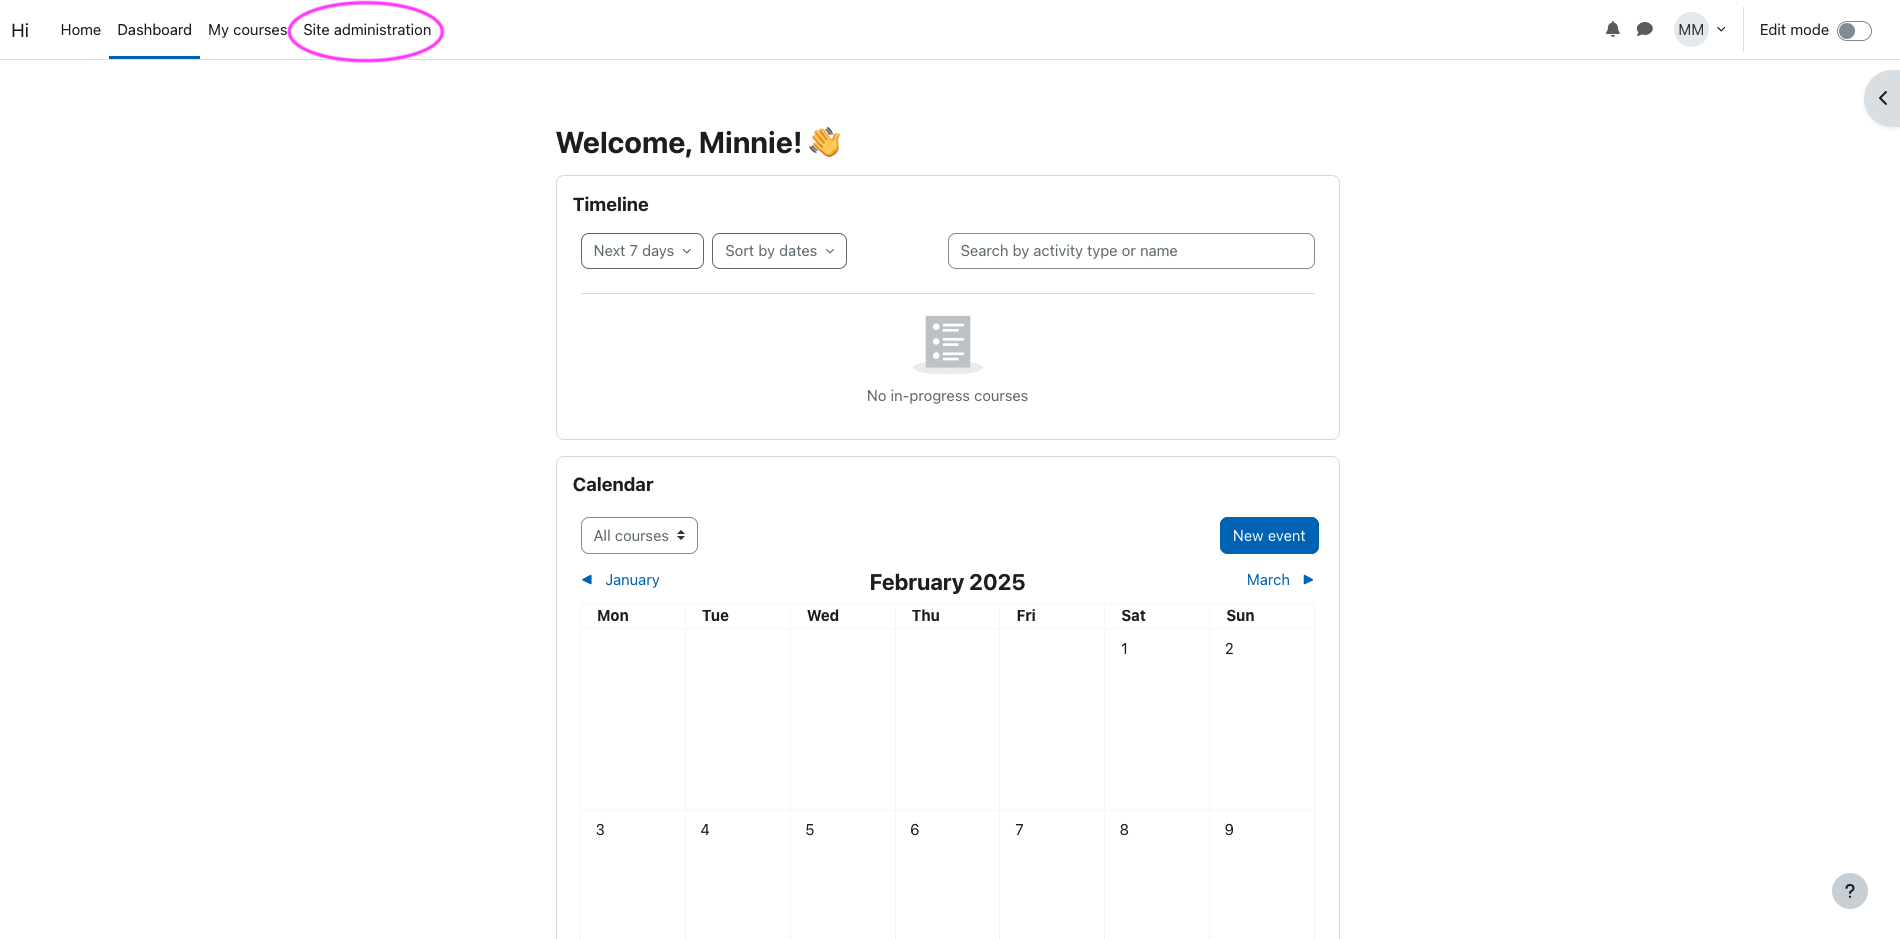 Hi Home Dashboard My courses Site administration MM Edit mode
Welcome, Minnie! 👋
Timeline
Next 7 days Sort by dates Search by activity type or name
No in-progress courses
Calendar
All courses New event
◄ January February 2025 March ►
Mon Tue Wed Thu Fri Sat Sun
1 2
3 4 5 6 7 8 9
?